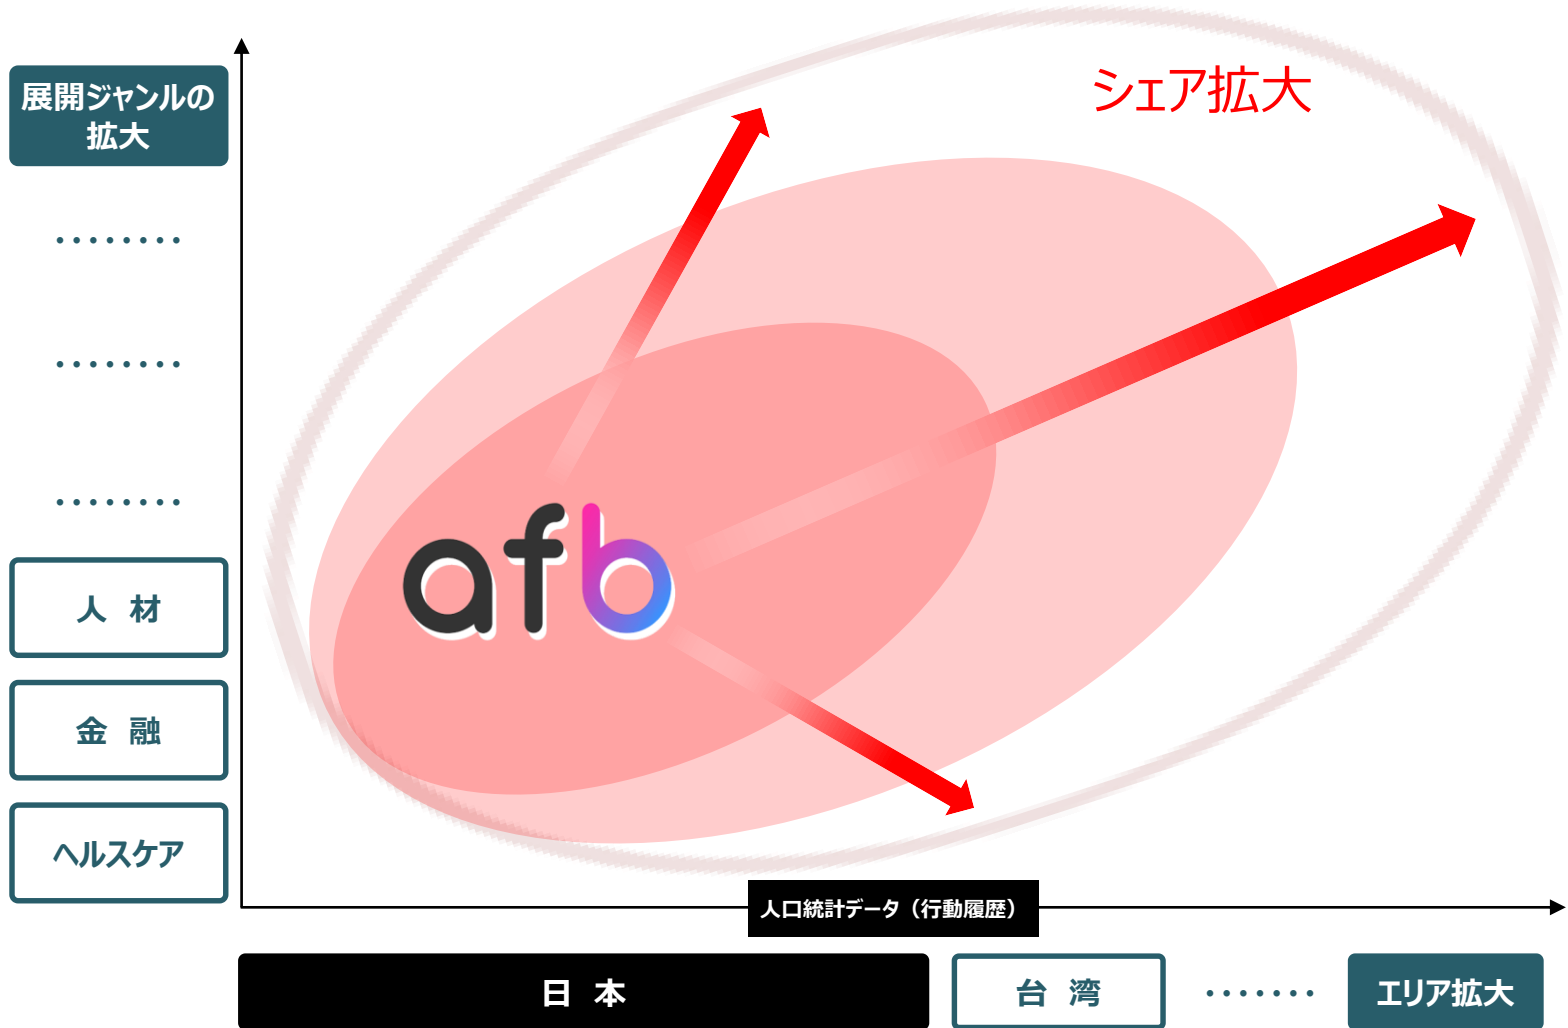 シェア拡大
展開ジャンルの
拡大
‥‥‥‥
‥‥‥‥
‥‥‥‥
afb
人 材
金 融
ヘルスケア
人口統計データ（行動履歴）
日 本
台 湾
‥‥‥・
エリア拡大